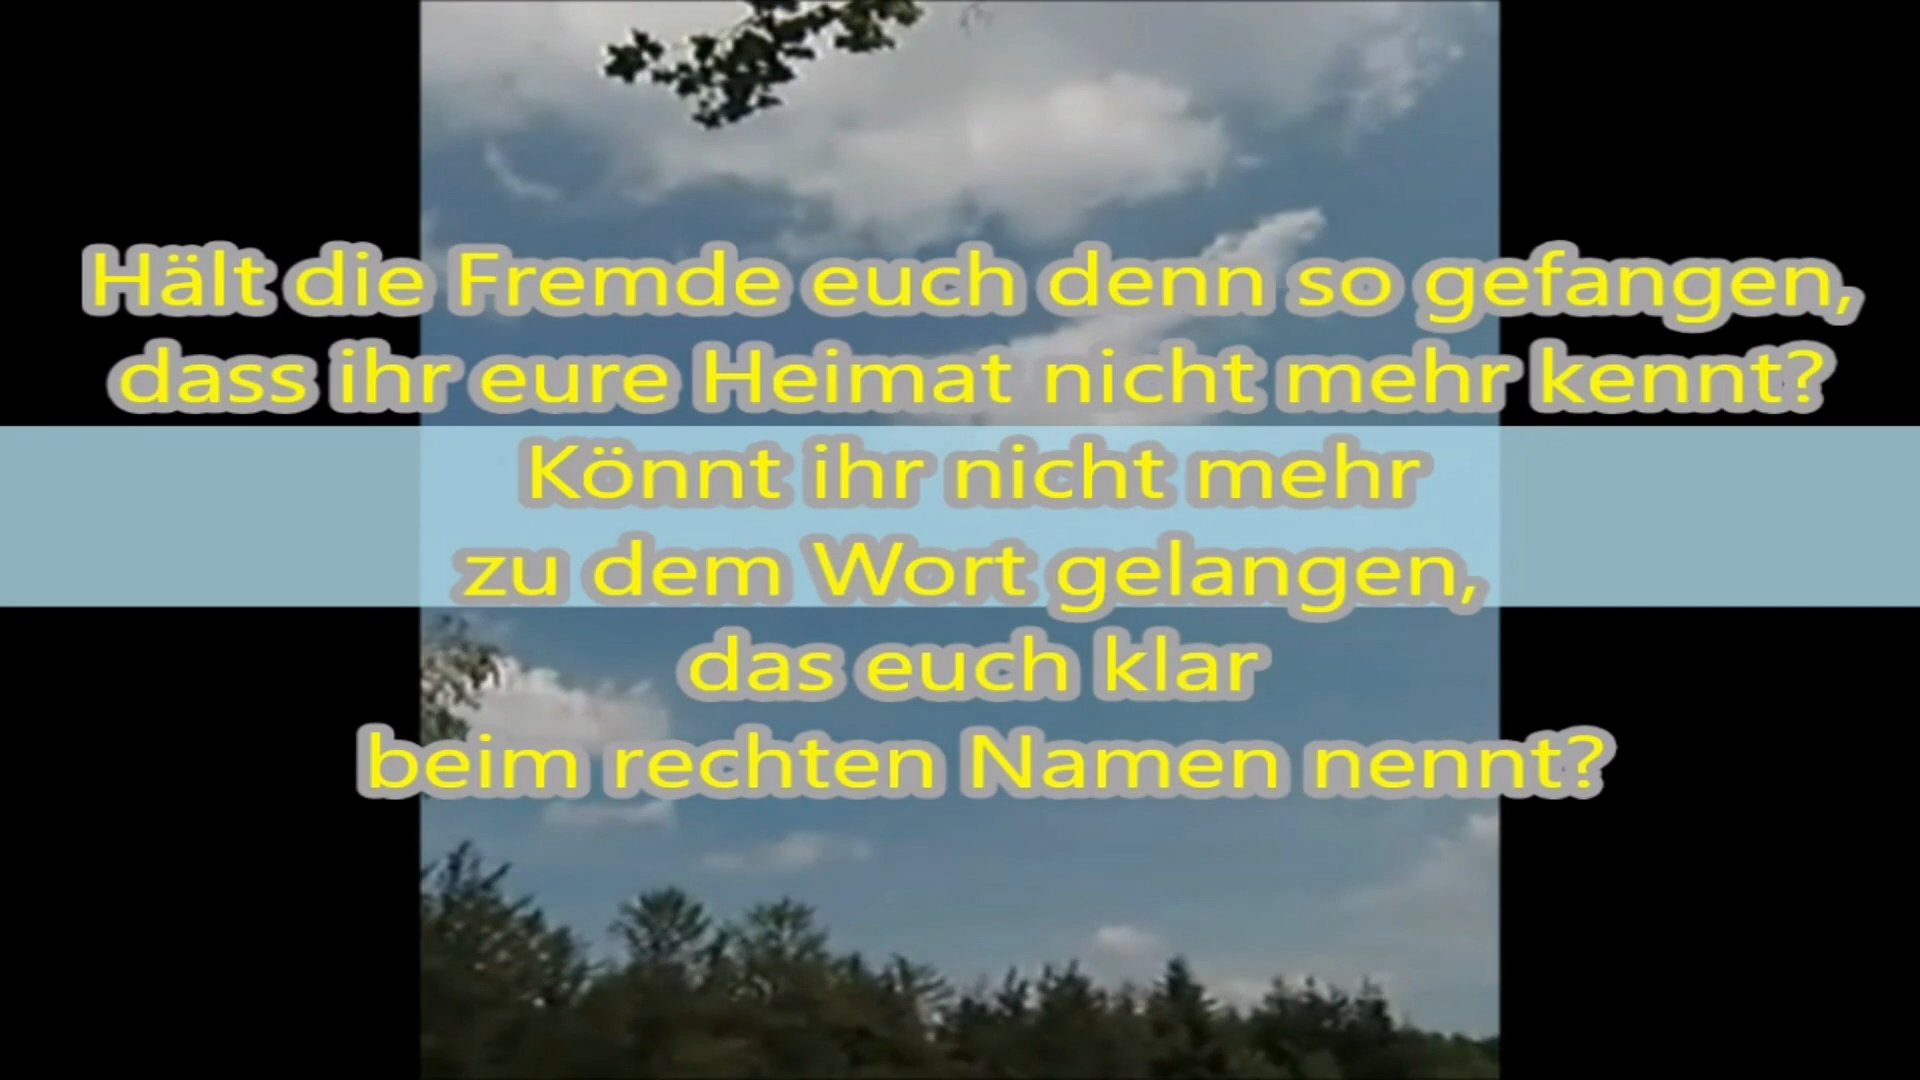 Hält die Fremde euch denn so gefangen,
dass ihr eure Heimat nicht mehr kennt?
Könnt ihr nicht mehr
zu dem Wort gelangen,
das euch klar
beim rechten Namen nennt?